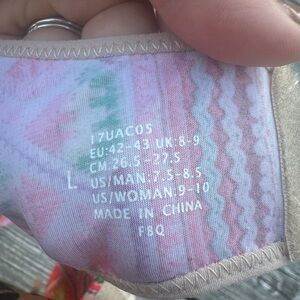 17UAC05
EU:42-43 UK:8-9
CM:26.5-27.5
L
US/MAN:7.5-8.5
US/WOMAN:9-10
MADE IN CHINA
FBQ